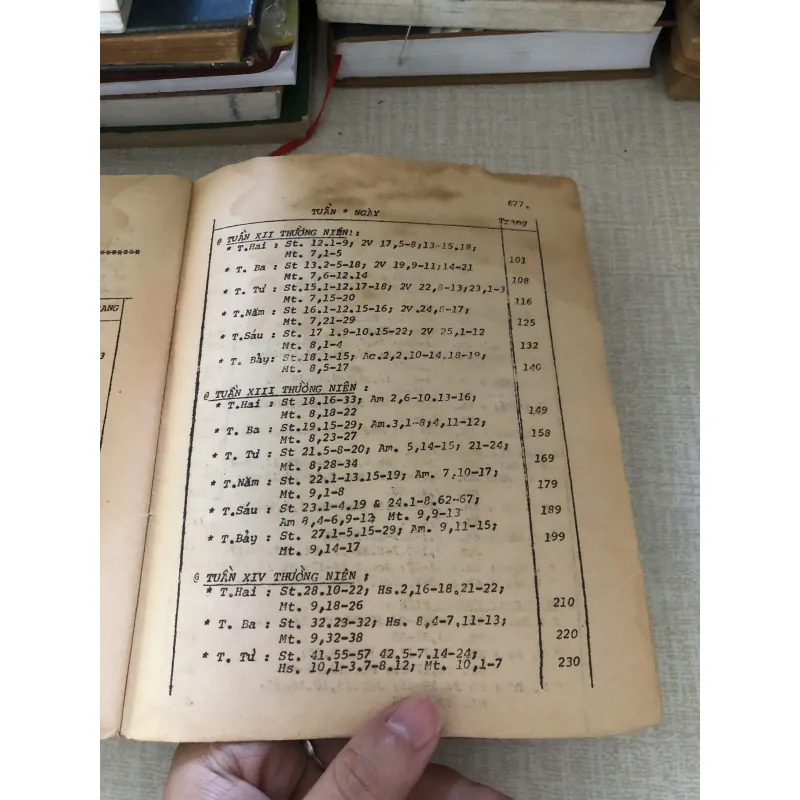 677.
TUẦN * NGÀY
Trang
@ TUẦN XII THƯỜNG NIÊN :
* T.Hai : St. 12.1-9; 2V 17,5-8;13-15.18;
Mt. 7,1-5
101
* T. Ba : St 13.2-5-18; 2V 19,9-11;14-21
Mt. 7,6-12.14
108
* T. Tư : St.15.1-12.17-18; 2V 22,8-13;23,1-3
Mt. 7,15-20
116
* T.Năm : St 16.1-12.15-16; 2V.24,8-17;
Mt. 7,21-29
125
* T.Sáu : St. 17 1.9-10.15-22; 2V 25,1-12
Mt. 8,1-4
132
* T. Bảy: St.18.1-15; Ac.2,2.10-14.18-19;
Mt. 8,5-17
140
@ TUẦN XIII THƯỜNG NIÊN :
* T.Hai : St 18.16-33; Am 2,6-10.13-16;
Mt. 8,18-22
149
* T. Ba : St.19.15-29; Am.3,1-8;4,11-12;
Mt. 8,23-27
158
* T. Tư : St 21.5-8-20; Am. 5,14-15; 21-24;
Mt. 8,28-34
169
* T.Năm : St. 22.1-13.15-19; Am. 7.10-17;
Mt. 9,1-8
179
* T.Sáu : St 23.1-4.19 & 24.1-8.62-67;
Am 8,4-6,9-12; Mt. 9,9-13
189
* T.Bảy : St. 27.1-5.15-29; Am. 9,11-15;
Mt. 9,14-17
199
@ TUẦN XIV THƯỜNG NIÊN :
* T.Hai : St.28.10-22; Hs.2,16-18.21-22;
Mt. 9,18-26
210
* T. Ba : St. 32.23-32; Hs. 8,4-7.11-13;
Mt. 9,32-38
220
* T. Tư : St. 41.55-57 42.5-7.14-24;
Hs. 10,1-3.7-8.12; Mt. 10,1-7
230
ANG
3